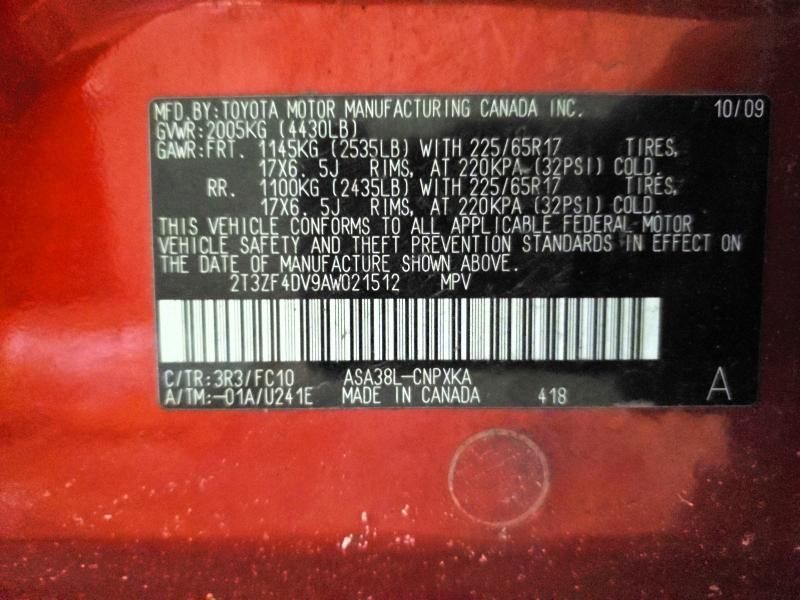 MFD.BY:TOYOTA MOTOR MANUFACTURING CANADA INC. 10/09
GVWR:2005KG (4430LB)
GAWR:FRT. 1145KG (2535LB) WITH 225/65R17 TIRES,
17X6.5J RIMS, AT 220KPA (32PSI) COLD.
RR. 1100KG (2435LB) WITH 225/65R17 TIRES,
17X6.5J RIMS, AT 220KPA (32PSI) COLD.
THIS VEHICLE CONFORMS TO ALL APPLICABLE FEDERAL MOTOR
VEHICLE SAFETY AND THEFT PREVENTION STANDARDS IN EFFECT ON
THE DATE OF MANUFACTURE SHOWN ABOVE.
2T3ZF4DV9AW021512 MPV
C/TR:3R3/FC10 ASA38L-CNPXKA
A/TM:-01A/U241E MADE IN CANADA 418 A